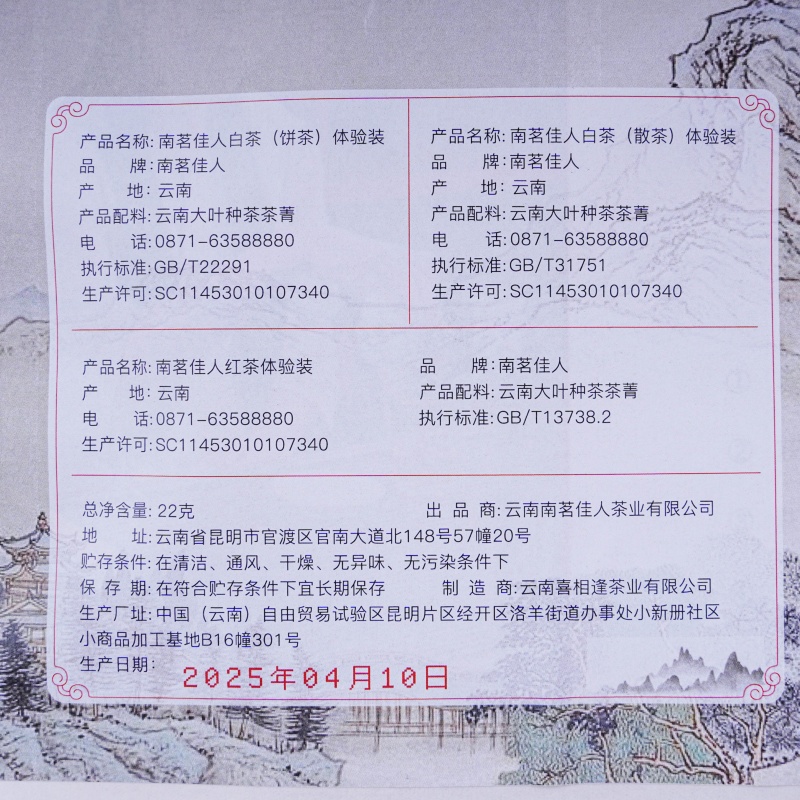 产品名称:南茗佳人白茶（饼茶）体验装
品 牌:南茗佳人
产 地: 云南
产品配料:云南大叶种茶茶菁
电 话:0871-63588880
执行标准:GB/T22291
生产许可:SC11453010107340
产品名称:南茗佳人白茶（散茶）体验装
品 牌:南茗佳人
产 地: 云南
产品配料:云南大叶种茶茶菁
电 话:0871-63588880
执行标准:GB/T31751
生产许可:SC11453010107340
产品名称:南茗佳人红茶体验装
产 地: 云南
电 话:0871-63588880
生产许可:SC11453010107340
品 牌:南茗佳人
产品配料:云南大叶种茶茶菁
执行标准:GB/T13738.2
总净含量: 22克 出 品 商:云南南茗佳人茶业有限公司
地 址:云南省昆明市官渡区官南大道北148号57幢20号
贮存条件:在清洁、通风、干燥、无异味、无污染条件下
保 存 期:在符合贮存条件下宜长期保存 制 造 商:云南喜相逢茶业有限公司
生产厂址:中国（云南）自由贸易试验区昆明片区经开区洛羊街道办事处小新册社区
小商品加工基地B16幢301号
生产日期: 2025年04月10日